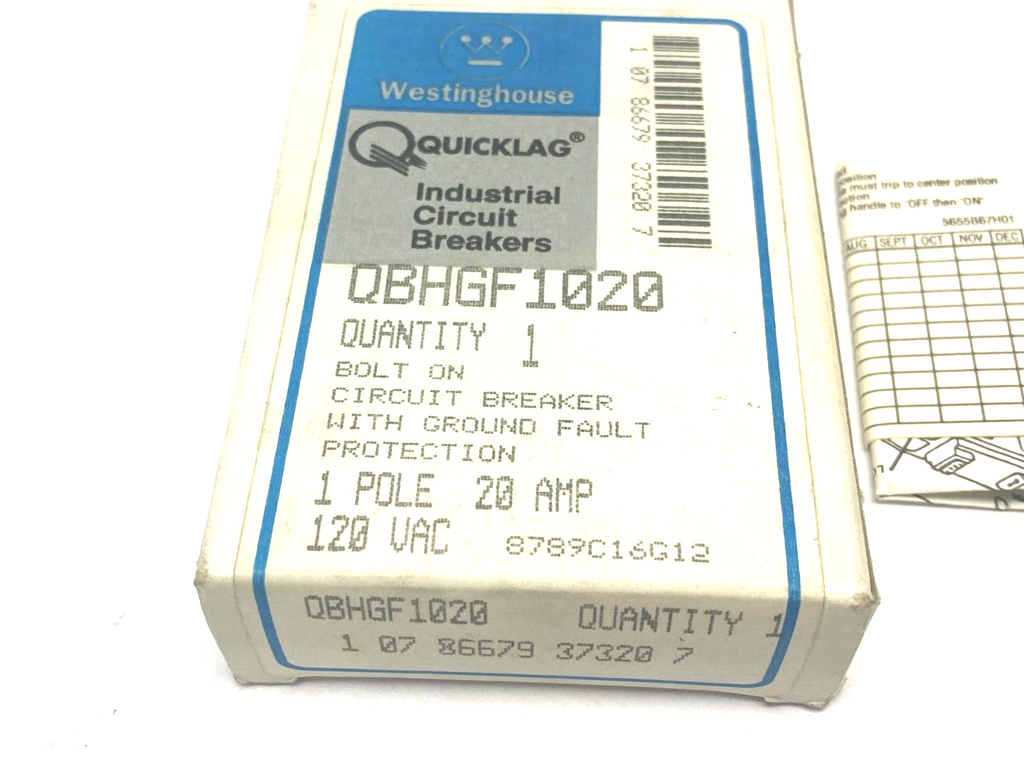 Westinghouse
QUICKLAG®
Industrial
Circuit
Breakers
1 07 86679 37320 7
QBHGF1020
QUANTITY 1
BOLT ON
CIRCUIT BREAKER
WITH GROUND FAULT
PROTECTION
1 POLE 20 AMP
120 VAC 8789C16G12
QBHGF1020 QUANTITY 1
1 07 86679 37320 7
must trip to center position
handle to "OFF then "ON"
5655B67H01
AUG SEPT OCT NOV DEC